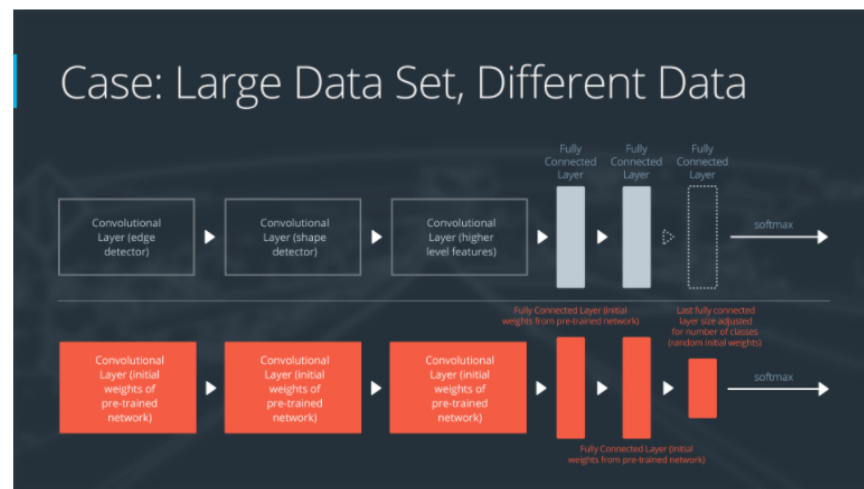 Case: Large Data Set, Different Data
Fully
Connected
Layer
Fully
Connected
Layer
Fully
Connected
Layer
Convolutional
Layer (edge
detector)
Convolutional
Layer (shape
detector)
Convolutional
Layer (higher
level features)
softmax
Fully Connected Layer (initial
weights from pre-trained network)
Last fully connected
layer size adjusted
for number of classes
(random initial weights)
Convolutional
Layer (initial
weights of
pre-trained
network)
Convolutional
Layer (initial
weights of
pre-trained
network)
Convolutional
Layer (initial
weights of
pre-trained
network)
softmax
Fully Connected Layer (initial
weights from pre-trained network)